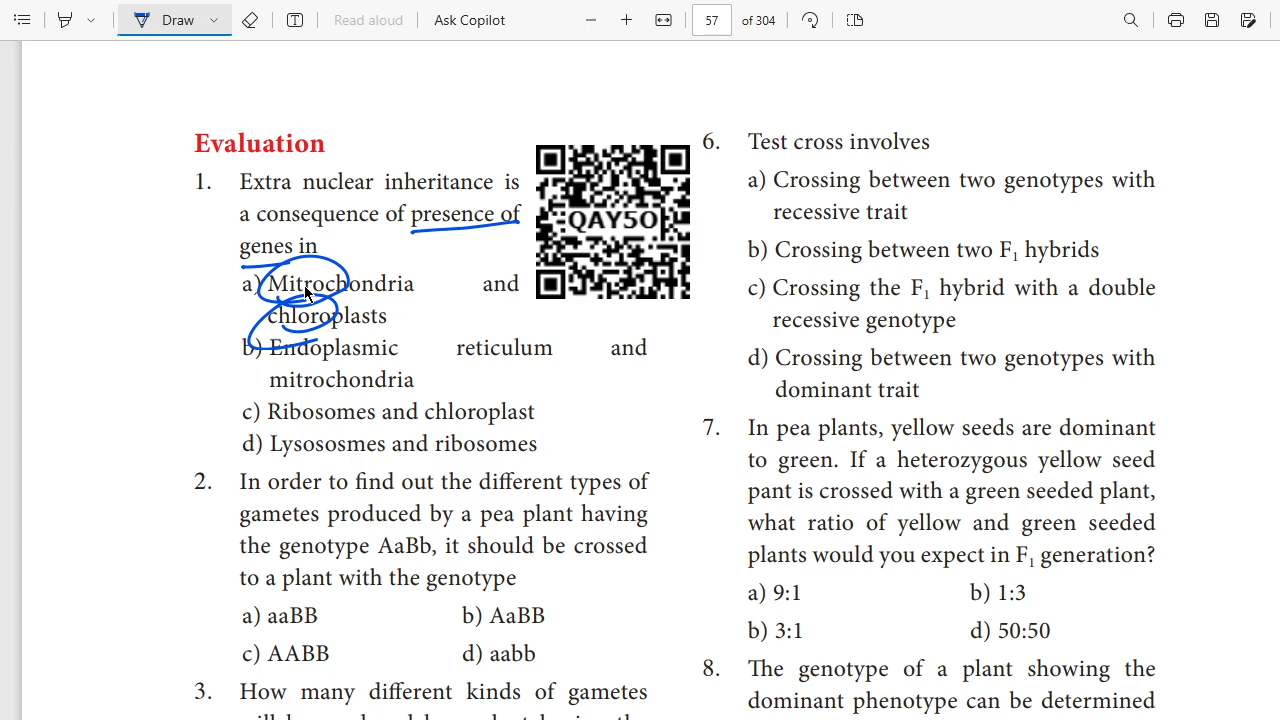 Draw
Read aloud
Ask Copilot
57
of 304
Evaluation
1. Extra nuclear inheritance is
a consequence of presence of
genes in
a) Mitrochondria and
chloroplasts
b) Endoplasmic reticulum and
mitrochondria
c) Ribosomes and chloroplast
d) Lysososmes and ribosomes
2. In order to find out the different types of
gametes produced by a pea plant having
the genotype AaBb, it should be crossed
to a plant with the genotype
a) aaBB b) AaBB
c) AABB d) aabb
3. How many different kinds of gametes
QAY5O
6. Test cross involves
a) Crossing between two genotypes with
recessive trait
b) Crossing between two F₁ hybrids
c) Crossing the F₁ hybrid with a double
recessive genotype
d) Crossing between two genotypes with
dominant trait
7. In pea plants, yellow seeds are dominant
to green. If a heterozygous yellow seed
pant is crossed with a green seeded plant,
what ratio of yellow and green seeded
plants would you expect in F₁ generation?
a) 9:1 b) 1:3
b) 3:1 d) 50:50
8. The genotype of a plant showing the
dominant phenotype can be determined